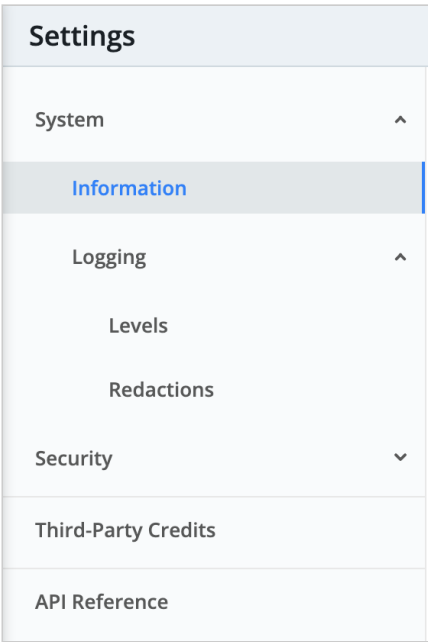 Settings
System
Information
Logging
Levels
Redactions
Security
Third-Party Credits
API Reference